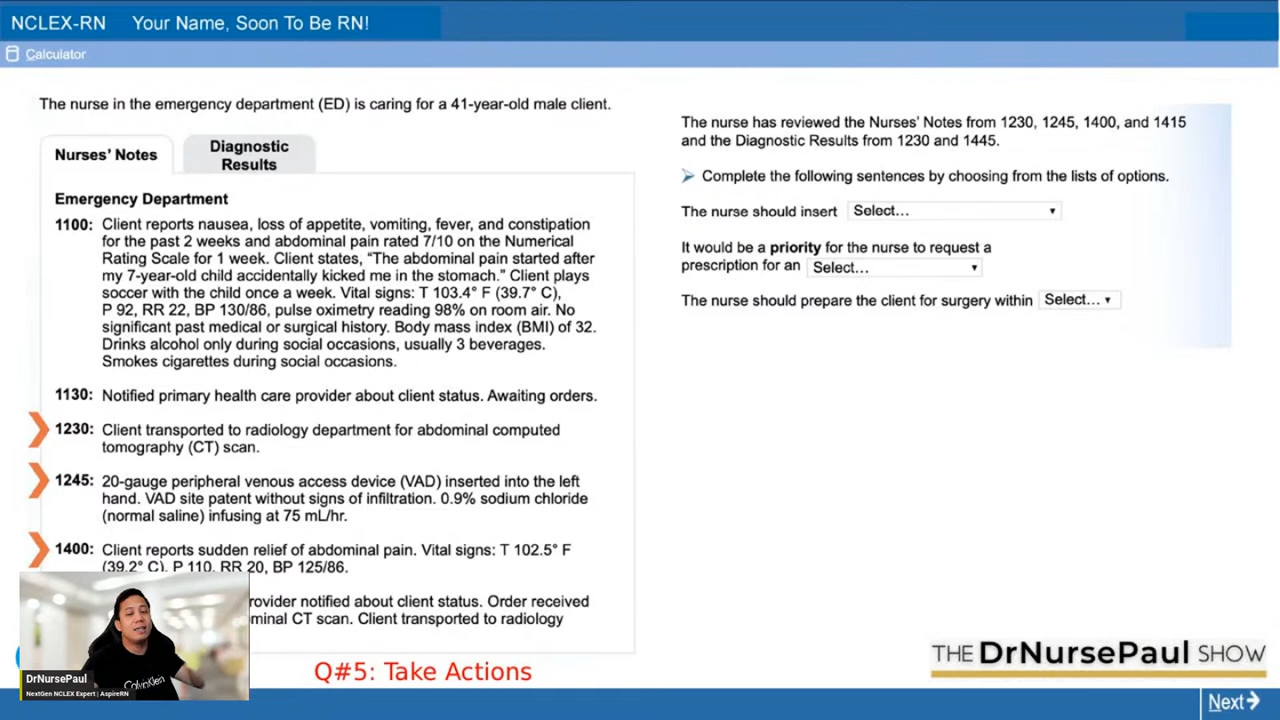 NCLEX-RN Your Name, Soon To Be RN!
Calculator
The nurse in the emergency department (ED) is caring for a 41-year-old male client.
Nurses' Notes
Diagnostic
Results
Emergency Department
1100: Client reports nausea, loss of appetite, vomiting, fever, and constipation
for the past 2 weeks and abdominal pain rated 7/10 on the Numerical
Rating Scale for 1 week. Client states, “The abdominal pain started after
my 7-year-old child accidentally kicked me in the stomach.” Client plays
soccer with the child once a week. Vital signs: T 103.4° F (39.7° C),
P 92, RR 22, BP 130/86, pulse oximetry reading 98% on room air. No
significant past medical or surgical history. Body mass index (BMI) of 32.
Drinks alcohol only during social occasions, usually 3 beverages.
Smokes cigarettes during social occasions.
1130: Notified primary health care provider about client status. Awaiting orders.
1230: Client transported to radiology department for abdominal computed
tomography (CT) scan.
1245: 20-gauge peripheral venous access device (VAD) inserted into the left
hand. VAD site patent without signs of infiltration. 0.9% sodium chloride
(normal saline) infusing at 75 mL/hr.
1400: Client reports sudden relief of abdominal pain. Vital signs: T 102.5° F
(39.2° C), P 110, RR 20, BP 125/86.
provider notified about client status. Order received
CT scan. Client transported to radiology
The nurse has reviewed the Nurses' Notes from 1230, 1245, 1400, and 1415
and the Diagnostic Results from 1230 and 1445.
Complete the following sentences by choosing from the lists of options.
The nurse should insert Select...
It would be a priority for the nurse to request a
prescription for an Select...
The nurse should prepare the client for surgery within Select...
CalvinKlein
DrNursePaul
NextGen NCLEX Expert | AspireRN
Q#5: Take Actions
THE DrNursePaul SHOW
Next